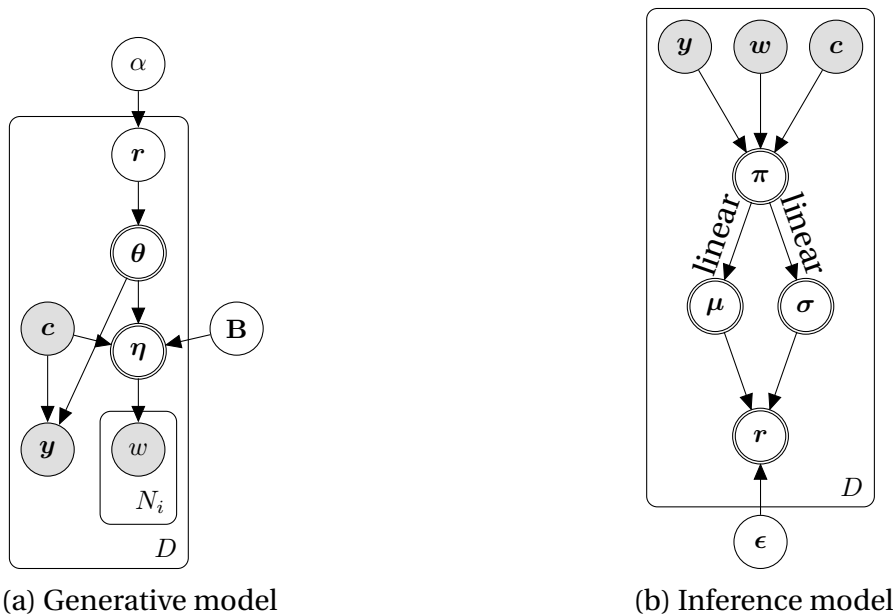 α
r
θ
c
η
B
y
w
N_i
D
(a) Generative model
y w c
π
linear linear
μ σ
r
D
ϵ
(b) Inference model